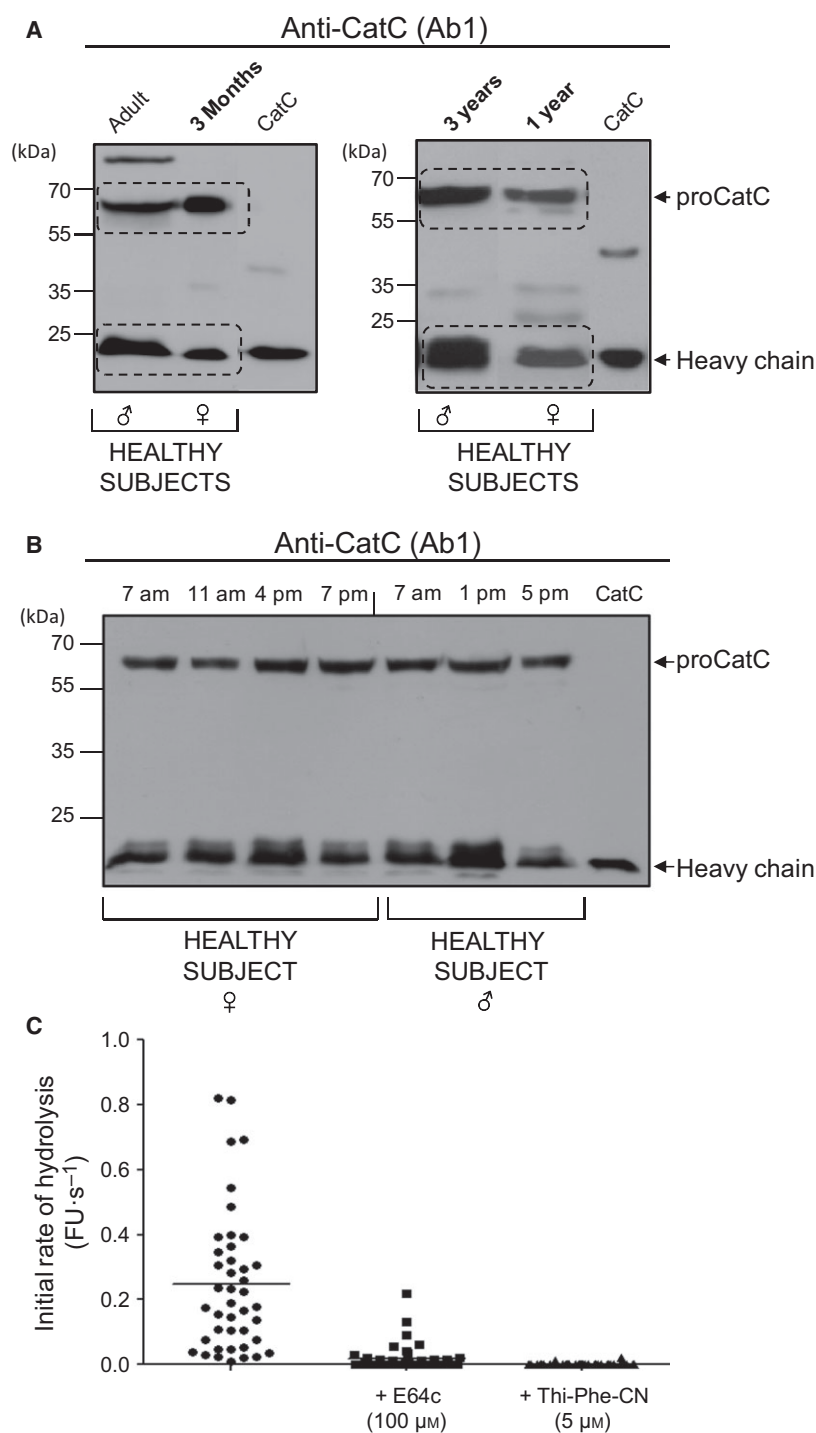 A
Anti-CatC (Ab1)
Adult
3 Months
CatC
3 years
1 year
CatC
(kDa)
70
55
35
25
(kDa)
70
55
35
25
proCatC
Heavy chain
♂ ♀
HEALTHY
SUBJECTS
♂ ♀
HEALTHY
SUBJECTS
B
Anti-CatC (Ab1)
7 am 11 am 4 pm 7 pm 7 am 1 pm 5 pm CatC
(kDa)
70
55
35
25
proCatC
Heavy chain
HEALTHY
SUBJECT
♀
HEALTHY
SUBJECT
♂
C
Initial rate of hydrolysis
(FU·s⁻¹)
1.0
0.8
0.6
0.4
0.2
0.0
+ E64c
(100 µM)
+ Thi-Phe-CN
(5 µM)